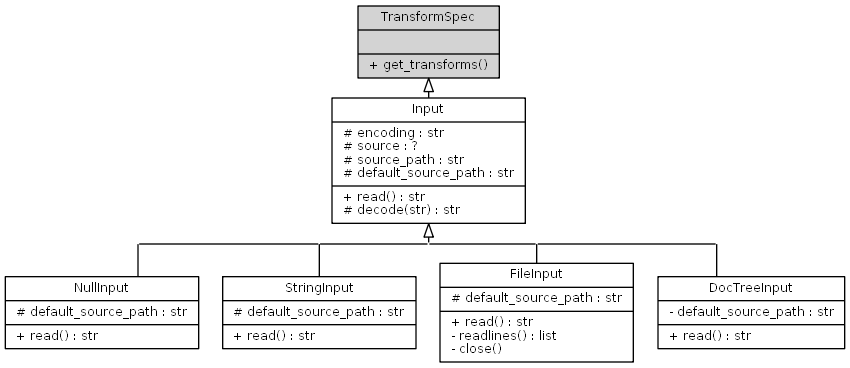 TransformSpec
+ get_transforms()
Input
# encoding : str
# source : ?
# source_path : str
# default_source_path : str
+ read() : str
# decode(str) : str
NullInput
# default_source_path : str
+ read() : str
StringInput
# default_source_path : str
+ read() : str
FileInput
# default_source_path : str
+ read() : str
- readlines() : list
- close()
DocTreeInput
- default_source_path : str
+ read() : str